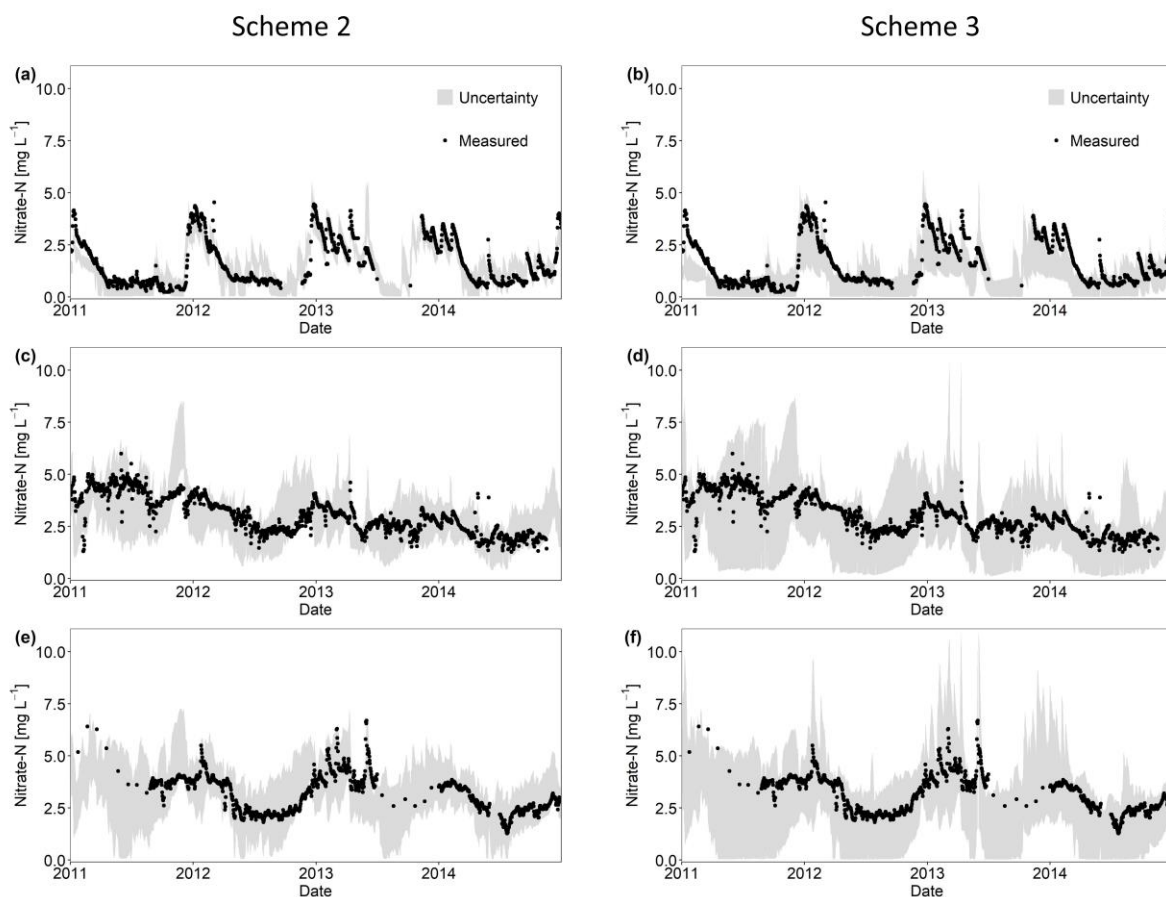 Scheme 2
Scheme 3
(a)
Nitrate-N [mg L⁻¹]
10.0
7.5
5.0
2.5
0.0
Uncertainty
Measured
2011 2012 2013 2014
Date
(b)
Nitrate-N [mg L⁻¹]
10.0
7.5
5.0
2.5
0.0
Uncertainty
Measured
2011 2012 2013 2014
Date
(c)
Nitrate-N [mg L⁻¹]
10.0
7.5
5.0
2.5
0.0
2011 2012 2013 2014
Date
(d)
Nitrate-N [mg L⁻¹]
10.0
7.5
5.0
2.5
0.0
2011 2012 2013 2014
Date
(e)
Nitrate-N [mg L⁻¹]
10.0
7.5
5.0
2.5
0.0
2011 2012 2013 2014
Date
(f)
Nitrate-N [mg L⁻¹]
10.0
7.5
5.0
2.5
0.0
2011 2012 2013 2014
Date